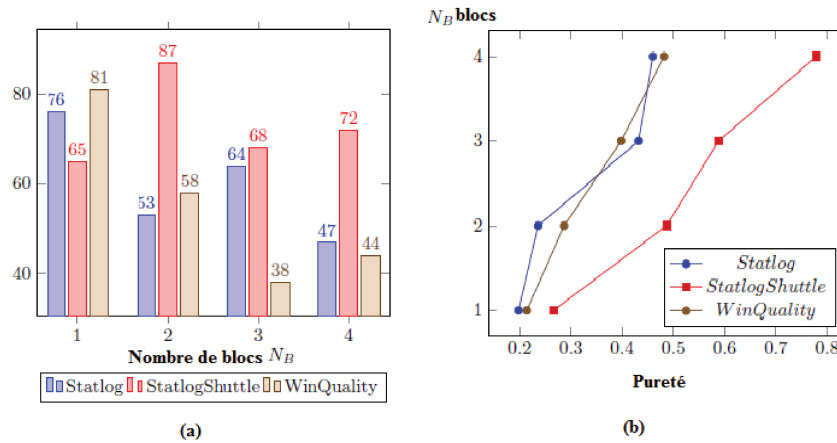 76
65
81
53
87
58
64
68
38
47
72
44
80
60
40
1 2 3 4
Nombre de blocs N_B
Statlog StatlogShuttle WinQuality
(a)
N_B blocs
4
3
2
1
Statlog
StatlogShuttle
WinQuality
0.2 0.3 0.4 0.5 0.6 0.7 0.8
Pureté
(b)